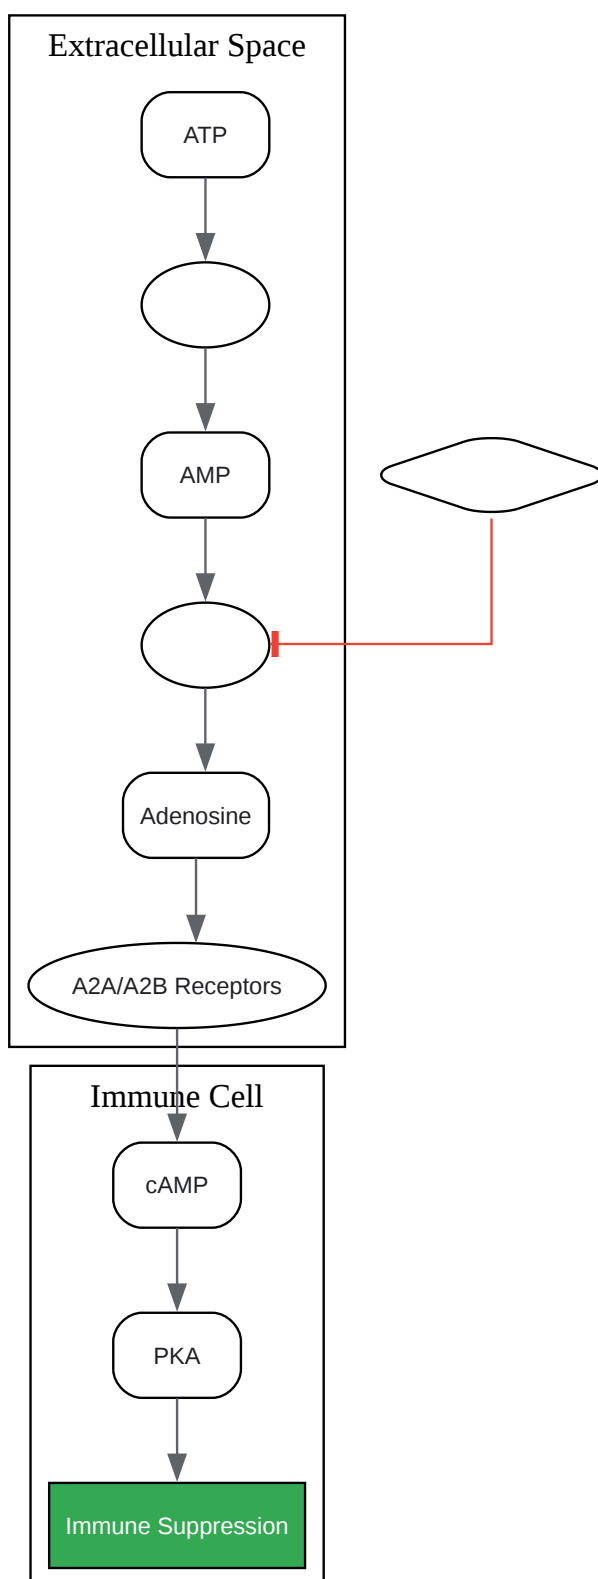 Extracellular Space
ATP
AMP
Adenosine
A2A/A2B Receptors
Immune Cell
cAMP
PKA
Immune Suppression